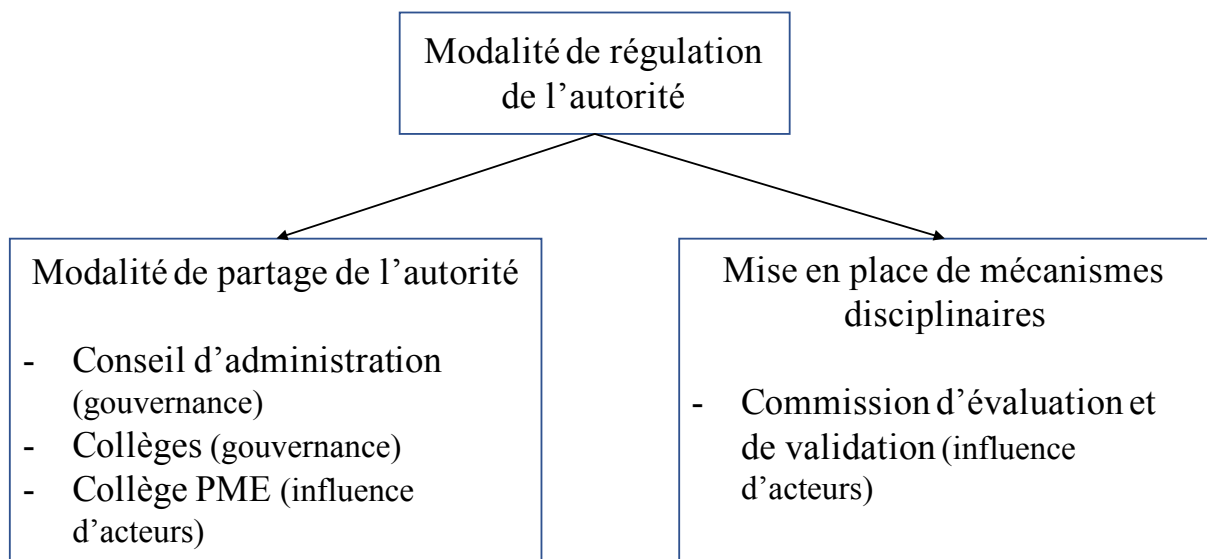 Modalité de régulation
de l’autorité
Modalité de partage de l’autorité
- Conseil d’administration
(gouvernance)
- Collèges (gouvernance)
- Collège PME (influence
d’acteurs)
Mise en place de mécanismes
disciplinaires
- Commission d’évaluation et
de validation (influence
d’acteurs)